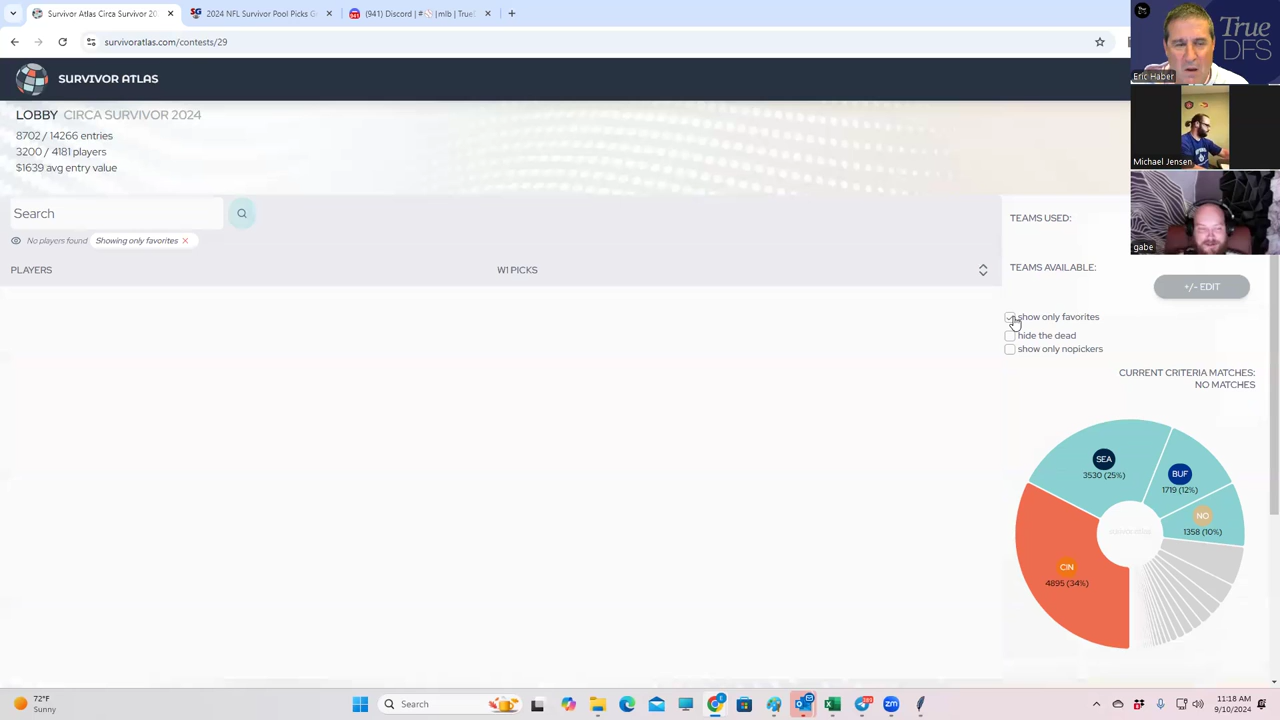 Survivor Atlas Circa Survivor 20
2024 NFL Survivor Pool Picks G
(941) Discord | #⚾ | mlb | TrueD
survivoratlas.com/contests/29
SURVIVOR ATLAS
LOBBY CIRCA SURVIVOR 2024
8702 / 14266 entries
3200 / 4181 players
$1639 avg entry value
True
DFS
Eric Haber
Michael Jensen
gabe
Search
No players found
Showing only favorites
PLAYERS
W1 PICKS
TEAMS USED:
TEAMS AVAILABLE:
+/- EDIT
show only favorites
hide the dead
show only nopickers
CURRENT CRITERIA MATCHES:
NO MATCHES
SEA
3530 (25%)
BUF
1719 (12%)
NO
1358 (10%)
CIN
4895 (34%)
72°F
Sunny
Search
11:18 AM
9/10/2024